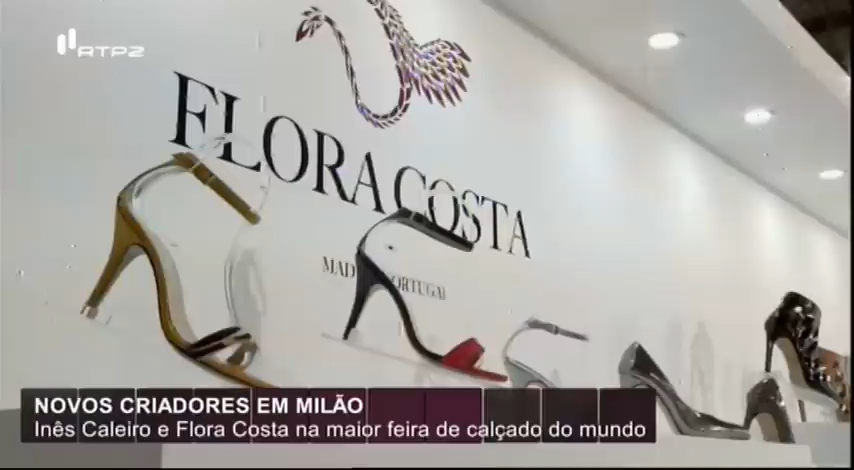 RTP2
FLORA COSTA
MADE PORTUGAL
NOVOS CRIADORES EM MILÃO
Inês Caleiro e Flora Costa na maior feira de calçado do mundo